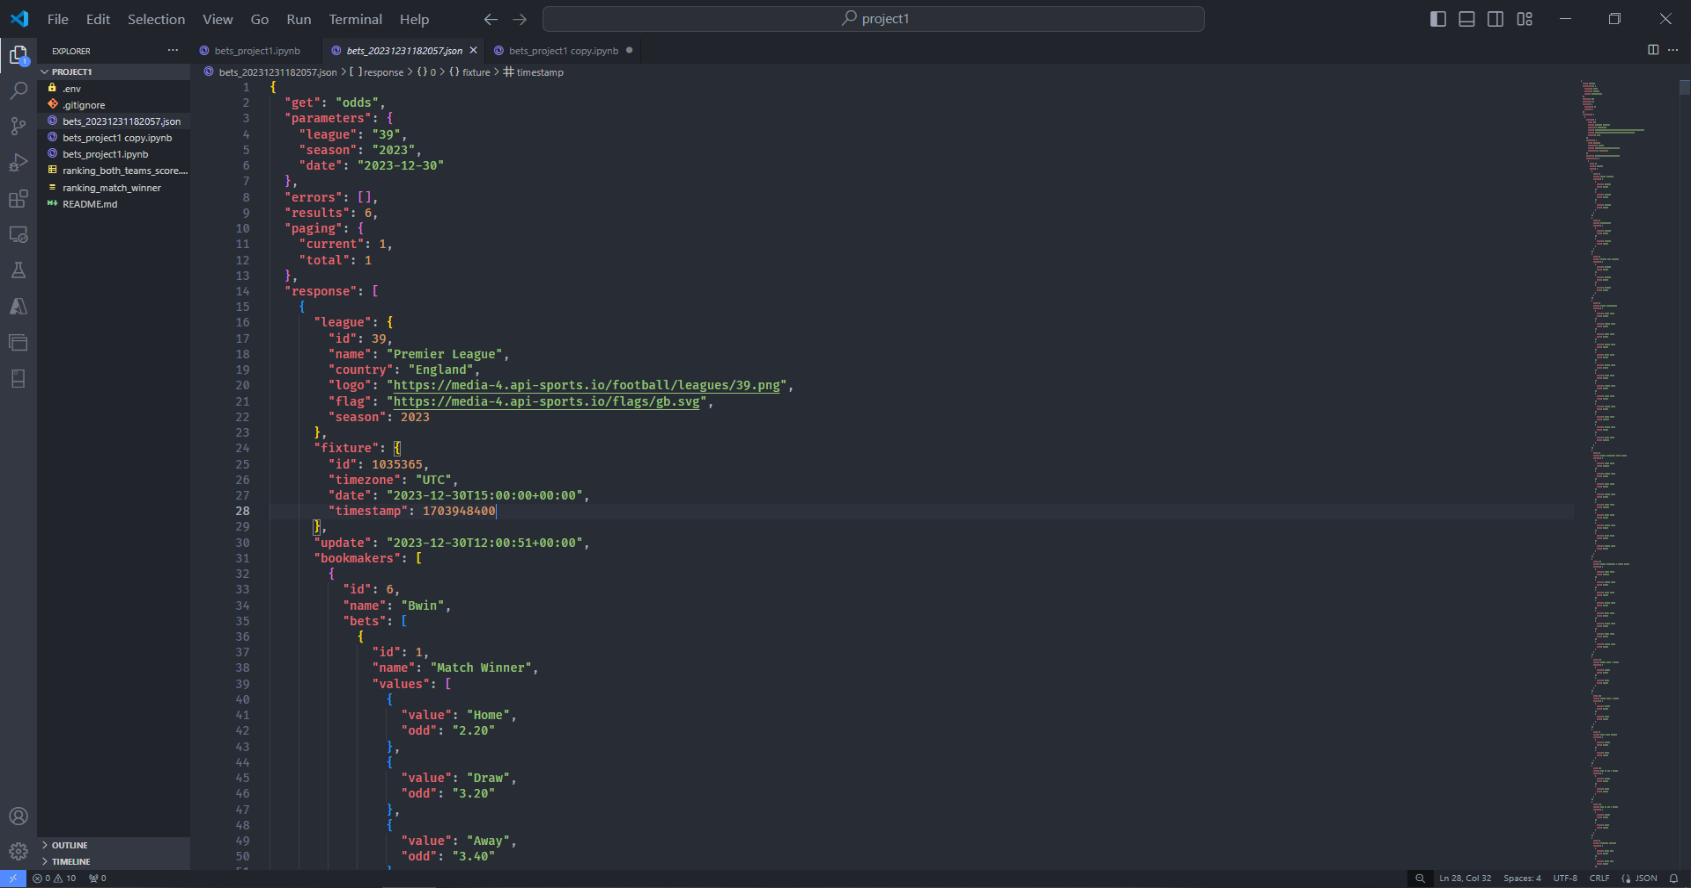 File Edit Selection View Go Run Terminal Help
project1
EXPLORER
bets_project1.ipynb
bets_20231231182057.json
bets_project1 copy.ipynb
PROJECT1
.env
.gitignore
bets_20231231182057.json
bets_project1 copy.ipynb
bets_project1.ipynb
ranking_both_teams_score....
ranking_match_winner
README.md
OUTLINE
TIMELINE
bets_20231231182057.json > [ ] response > { } 0 > { } fixture > # timestamp
1 {
2 "get": "odds",
3 "parameters": {
4 "league": "39",
5 "season": "2023",
6 "date": "2023-12-30"
7 },
8 "errors": [],
9 "results": 6,
10 "paging": {
11 "current": 1,
12 "total": 1
13 },
14 "response": [
15 {
16 "league": {
17 "id": 39,
18 "name": "Premier League",
19 "country": "England",
20 "logo": "https://media-4.api-sports.io/football/leagues/39.png",
21 "flag": "https://media-4.api-sports.io/flags/gb.svg",
22 "season": 2023
23 },
24 "fixture": {
25 "id": 1035365,
26 "timezone": "UTC",
27 "date": "2023-12-30T15:00:00+00:00",
28 "timestamp": 1703948400
29 },
30 "update": "2023-12-30T12:00:51+00:00",
31 "bookmakers": [
32 {
33 "id": 6,
34 "name": "Bwin",
35 "bets": [
36 {
37 "id": 1,
38 "name": "Match Winner",
39 "values": [
40 {
41 "value": "Home",
42 "odd": "2.20"
43 },
44 {
45 "value": "Draw",
46 "odd": "3.20"
47 },
48 {
49 "value": "Away",
50 "odd": "3.40"
0 10 0
Ln 28, Col 32 Spaces: 4 UTF-8 CRLF { } JSON